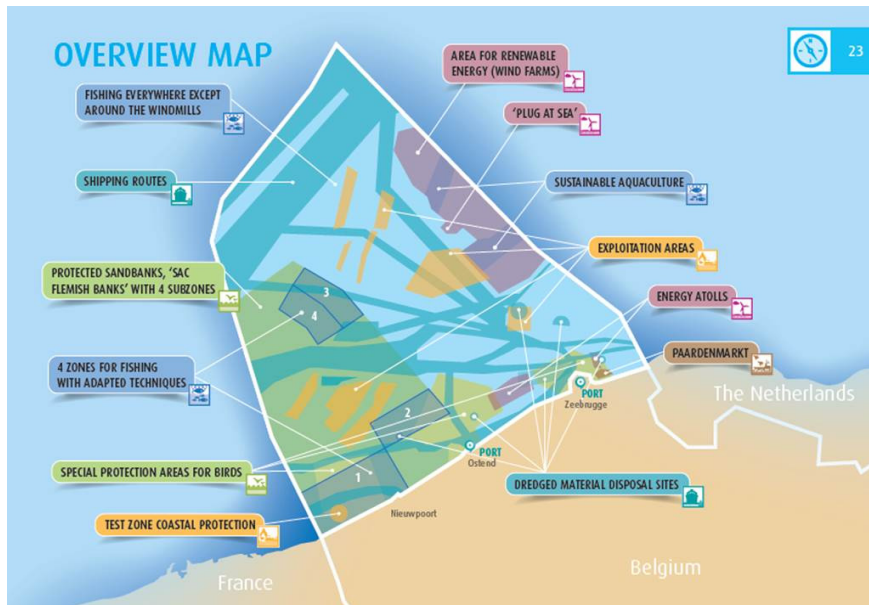 OVERVIEW MAP
23
AREA FOR RENEWABLE
ENERGY (WIND FARMS)
FISHING EVERYWHERE EXCEPT
AROUND THE WINDMILLS
'PLUG AT SEA'
SHIPPING ROUTES
SUSTAINABLE AQUACULTURE
EXPLOITATION AREAS
PROTECTED SANDBANKS, 'SAC
FLEMISH BANKS' WITH 4 SUBZONES
3
4
ENERGY ATOLLS
PAARDENMARKT
4 ZONES FOR FISHING
WITH ADAPTED TECHNIQUES
The Netherlands
PORT
Zeebrugge
2
PORT
Ostend
SPECIAL PROTECTION AREAS FOR BIRDS
1
DREDGED MATERIAL DISPOSAL SITES
Nieuwpoort
TEST ZONE COASTAL PROTECTION
Belgium
France